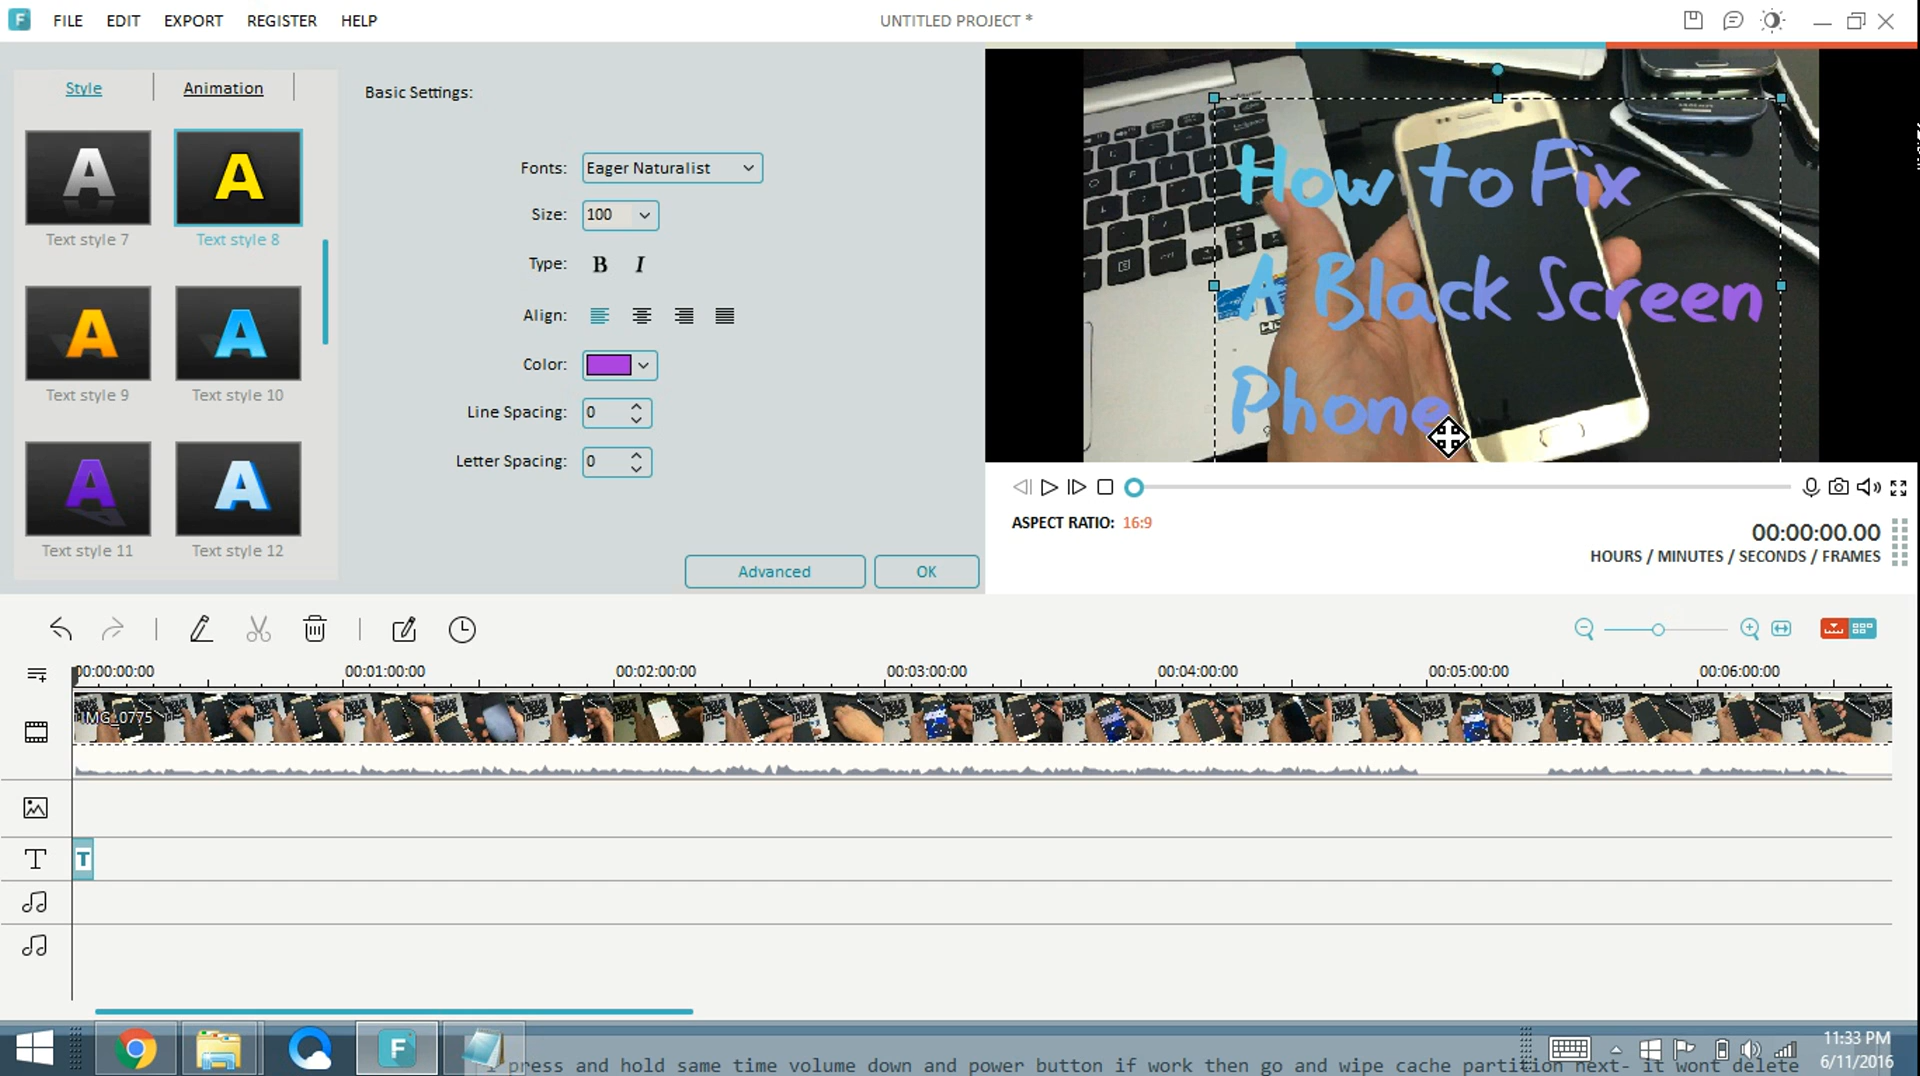 FILE EDIT EXPORT REGISTER HELP
UNTITLED PROJECT *
Style Animation
Text style 7
Text style 8
Text style 9
Text style 10
Text style 11
Text style 12
Basic Settings:
Fonts: Eager Naturalist
Size: 100
Type: B I
Align:
Color:
Line Spacing: 0
Letter Spacing: 0
Advanced OK
How to Fix
A Black Screen
Phone
ASPECT RATIO: 16:9
00:00:00.00
HOURS / MINUTES / SECONDS / FRAMES
00:00:00:00 00:01:00:00 00:02:00:00 00:03:00:00 00:04:00:00 00:05:00:00 00:06:00:00
IMG_0775
T
T
press and hold same time volume down and power button if work then go and wipe cache partition next- it wont delete
11:33 PM
6/11/2016